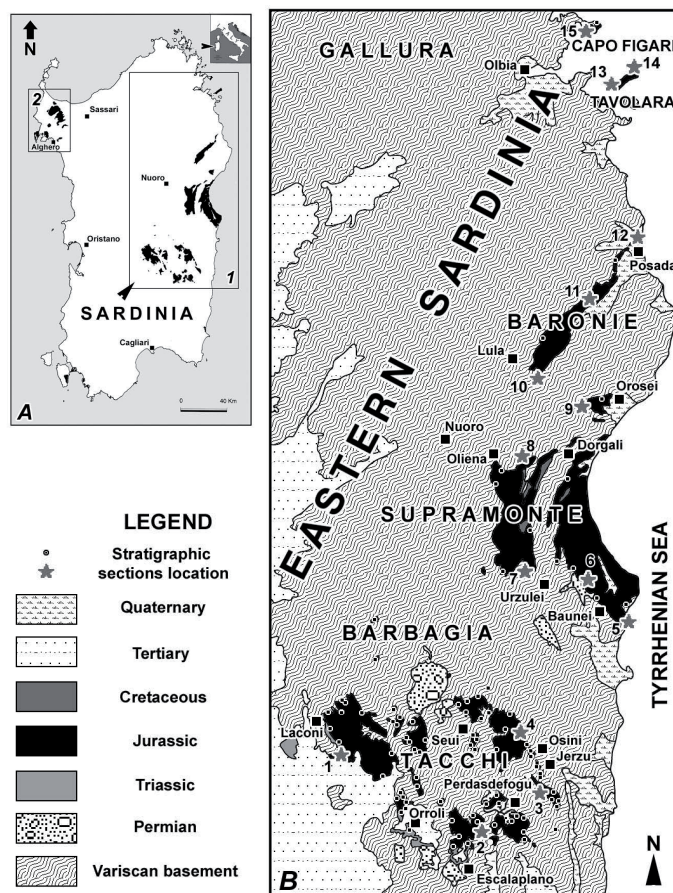 A
N
ITALY
2
Sassari
Alghero
Nuoro
Oristano
1
SARDINIA
Cagliari
0 40 Km
A
LEGEND
Stratigraphic
sections location
Quaternary
Tertiary
Cretaceous
Jurassic
Triassic
Permian
Variscan basement
GALLURA
15
CAPO FIGARI
Olbia
13
14
TAVOLARA
EASTERN SARDINIA
12
Posada
11
BARONIE
Lula
10
Orosei
9
Nuoro
8
Oliena
Dorgali
SUPRAMONTE
6
7
Urzulei
Baunei
5
TYRRHENIAN SEA
BARBAGIA
Laconi
4
Seui
Osini
1
TACCHI
Jerzu
Perdasdefogu
3
Orroli
2
Escalaplano
N
B